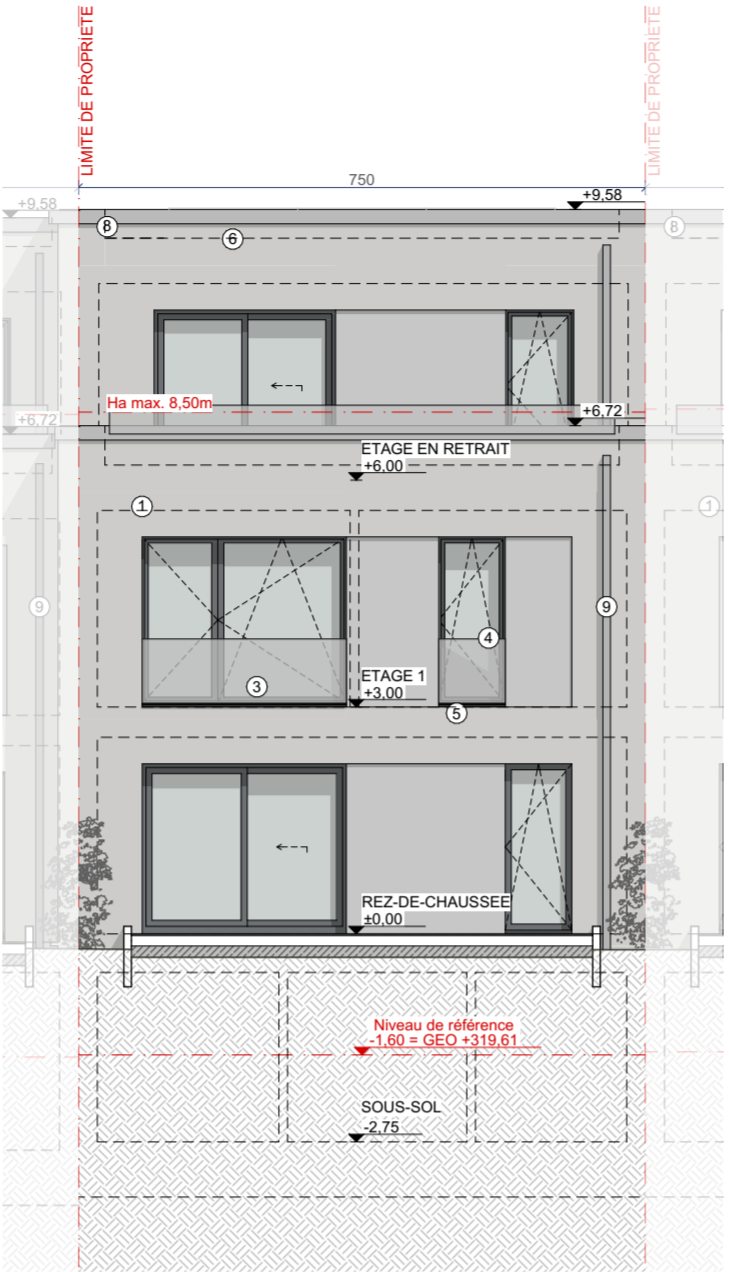 LIMITE DE PROPRIETE
LIMITE DE PROPRIETE
750
+9,58
+9,58
8
8
6
Ha max. 8,50m
+6,72
+6,72
ETAGE EN RETRAIT
+6,00
1
1
9
9
4
ETAGE 1
+3,00
3
5
REZ-DE-CHAUSSEE
±0,00
Niveau de référence
-1,60 = GEO +319,61
SOUS-SOL
-2,75